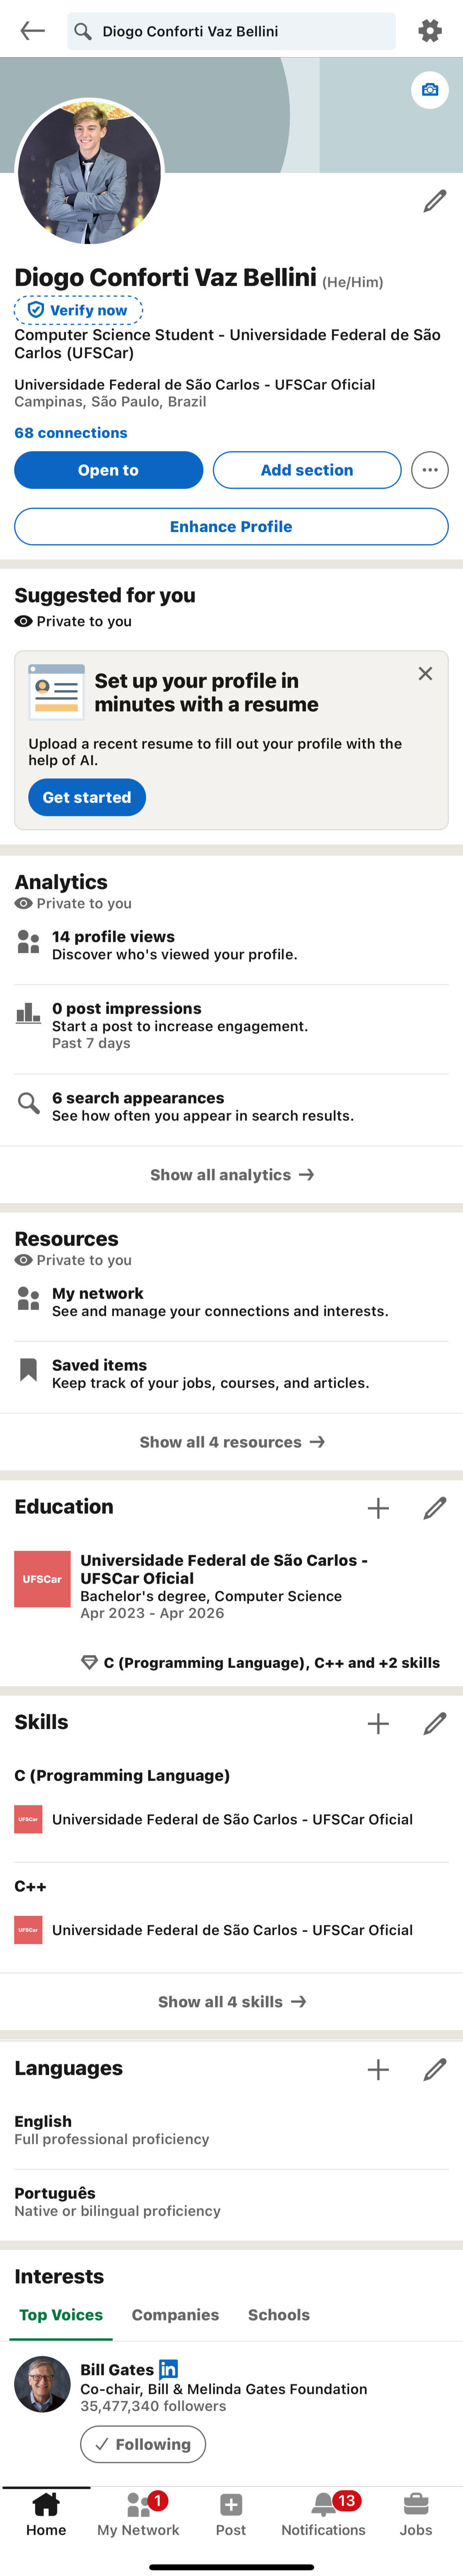 Diogo Conforti Vaz Bellini
Diogo Conforti Vaz Bellini (He/Him)
Verify now
Computer Science Student - Universidade Federal de São
Carlos (UFSCar)
Universidade Federal de São Carlos - UFSCar Oficial
Campinas, São Paulo, Brazil
68 connections
Open to
Add section
Enhance Profile
Suggested for you
Private to you
Set up your profile in
minutes with a resume
Upload a recent resume to fill out your profile with the
help of AI.
Get started
Analytics
Private to you
14 profile views
Discover who's viewed your profile.
0 post impressions
Start a post to increase engagement.
Past 7 days
6 search appearances
See how often you appear in search results.
Show all analytics
Resources
Private to you
My network
See and manage your connections and interests.
Saved items
Keep track of your jobs, courses, and articles.
Show all 4 resources
Education
UFSCar
Universidade Federal de São Carlos -
UFSCar Oficial
Bachelor's degree, Computer Science
Apr 2023 - Apr 2026
C (Programming Language), C++ and +2 skills
Skills
C (Programming Language)
UFSCar
Universidade Federal de São Carlos - UFSCar Oficial
C++
UFSCar
Universidade Federal de São Carlos - UFSCar Oficial
Show all 4 skills
Languages
English
Full professional proficiency
Português
Native or bilingual proficiency
Interests
Top Voices Companies Schools
Bill Gates in
Co-chair, Bill & Melinda Gates Foundation
35,477,340 followers
Following
1 13
Home My Network Post Notifications Jobs